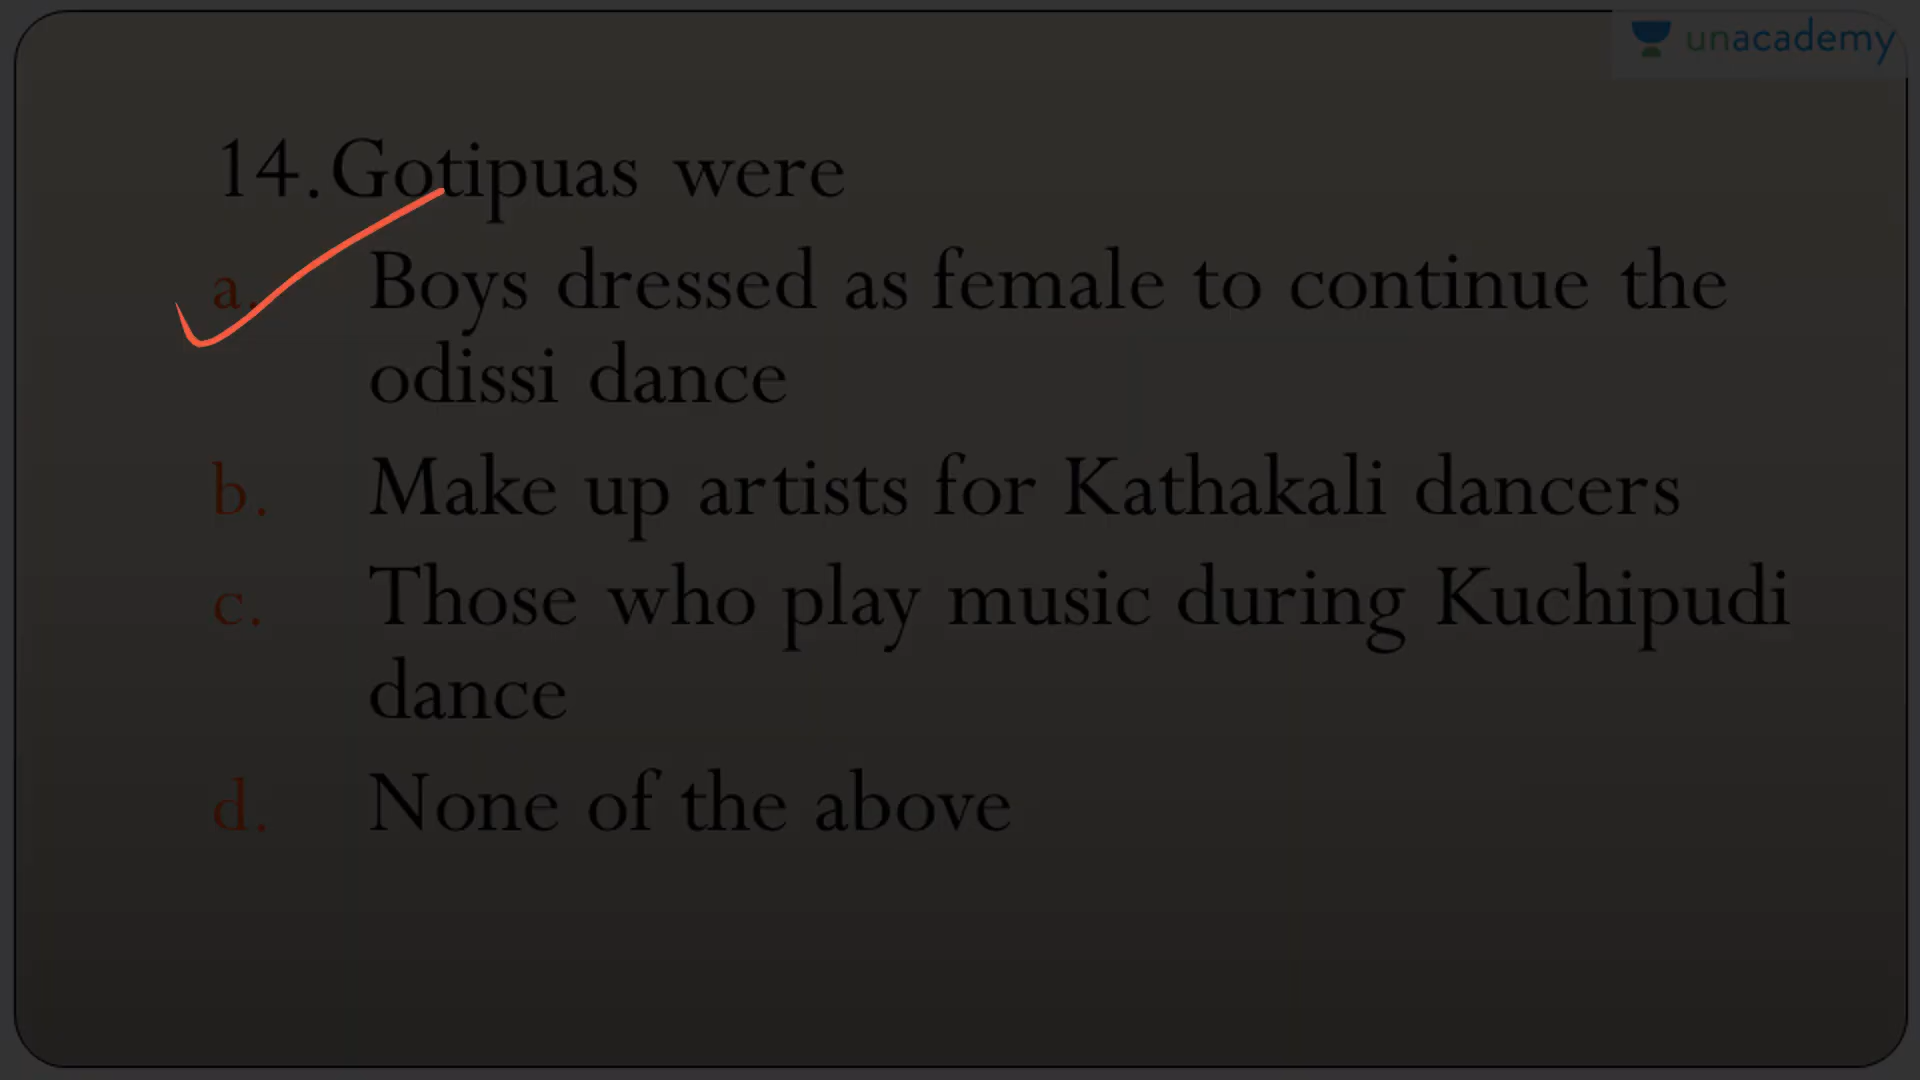 unacademy
14. Gotipuas were
a. Boys dressed as female to continue the
odissi dance
b. Make up artists for Kathakali dancers
c. Those who play music during Kuchipudi
dance
d. None of the above